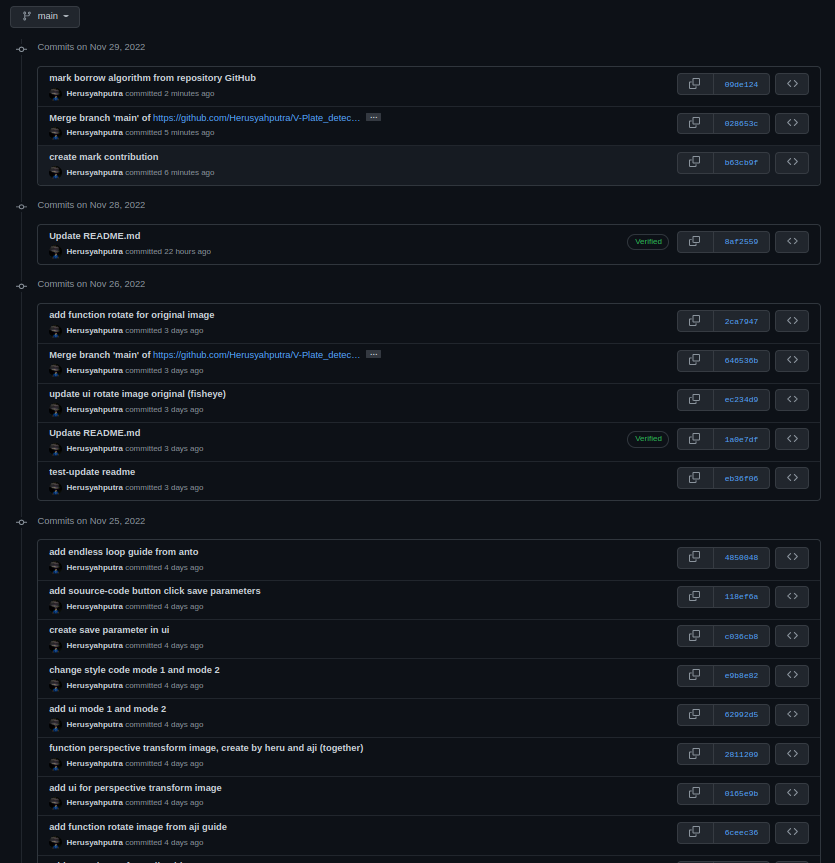 main
Commits on Nov 29, 2022
mark borrow algorithm from repository GitHub
Herusyahputra committed 2 minutes ago
09de124
Merge branch 'main' of https://github.com/Herusyahputra/V-Plate_detec… ...
Herusyahputra committed 5 minutes ago
028653c
create mark contribution
Herusyahputra committed 6 minutes ago
b63cb9f
Commits on Nov 28, 2022
Update README.md
Herusyahputra committed 22 hours ago
Verified
8af2559
Commits on Nov 26, 2022
add function rotate for original image
Herusyahputra committed 3 days ago
2ca7947
Merge branch 'main' of https://github.com/Herusyahputra/V-Plate_detec… ...
Herusyahputra committed 3 days ago
646536b
update ui rotate image original (fisheye)
Herusyahputra committed 3 days ago
ec234d9
Update README.md
Herusyahputra committed 3 days ago
Verified
1a0e7df
test-update readme
Herusyahputra committed 3 days ago
eb36f06
Commits on Nov 25, 2022
add endless loop guide from anto
Herusyahputra committed 4 days ago
4850048
add souurce-code button click save parameters
Herusyahputra committed 4 days ago
118ef6a
create save parameter in ui
Herusyahputra committed 4 days ago
c036cb8
change style code mode 1 and mode 2
Herusyahputra committed 4 days ago
e9b8e82
add ui mode 1 and mode 2
Herusyahputra committed 4 days ago
62992d5
function perspective transform image, create by heru and aji (together)
Herusyahputra committed 4 days ago
2811209
add ui for perspective transform image
Herusyahputra committed 4 days ago
0165e9b
add function rotate image from aji guide
Herusyahputra committed 4 days ago
6ceec36